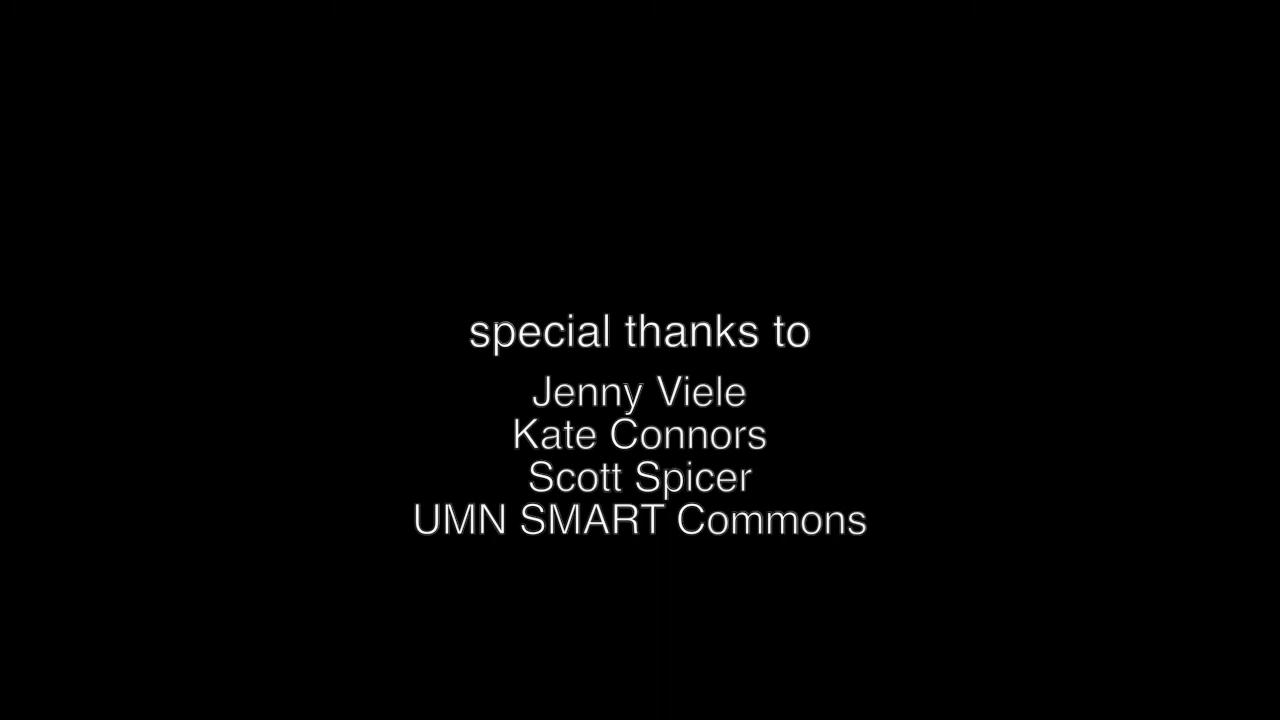 special thanks to
Jenny Viele
Kate Connors
Scott Spicer
UMN SMART Commons